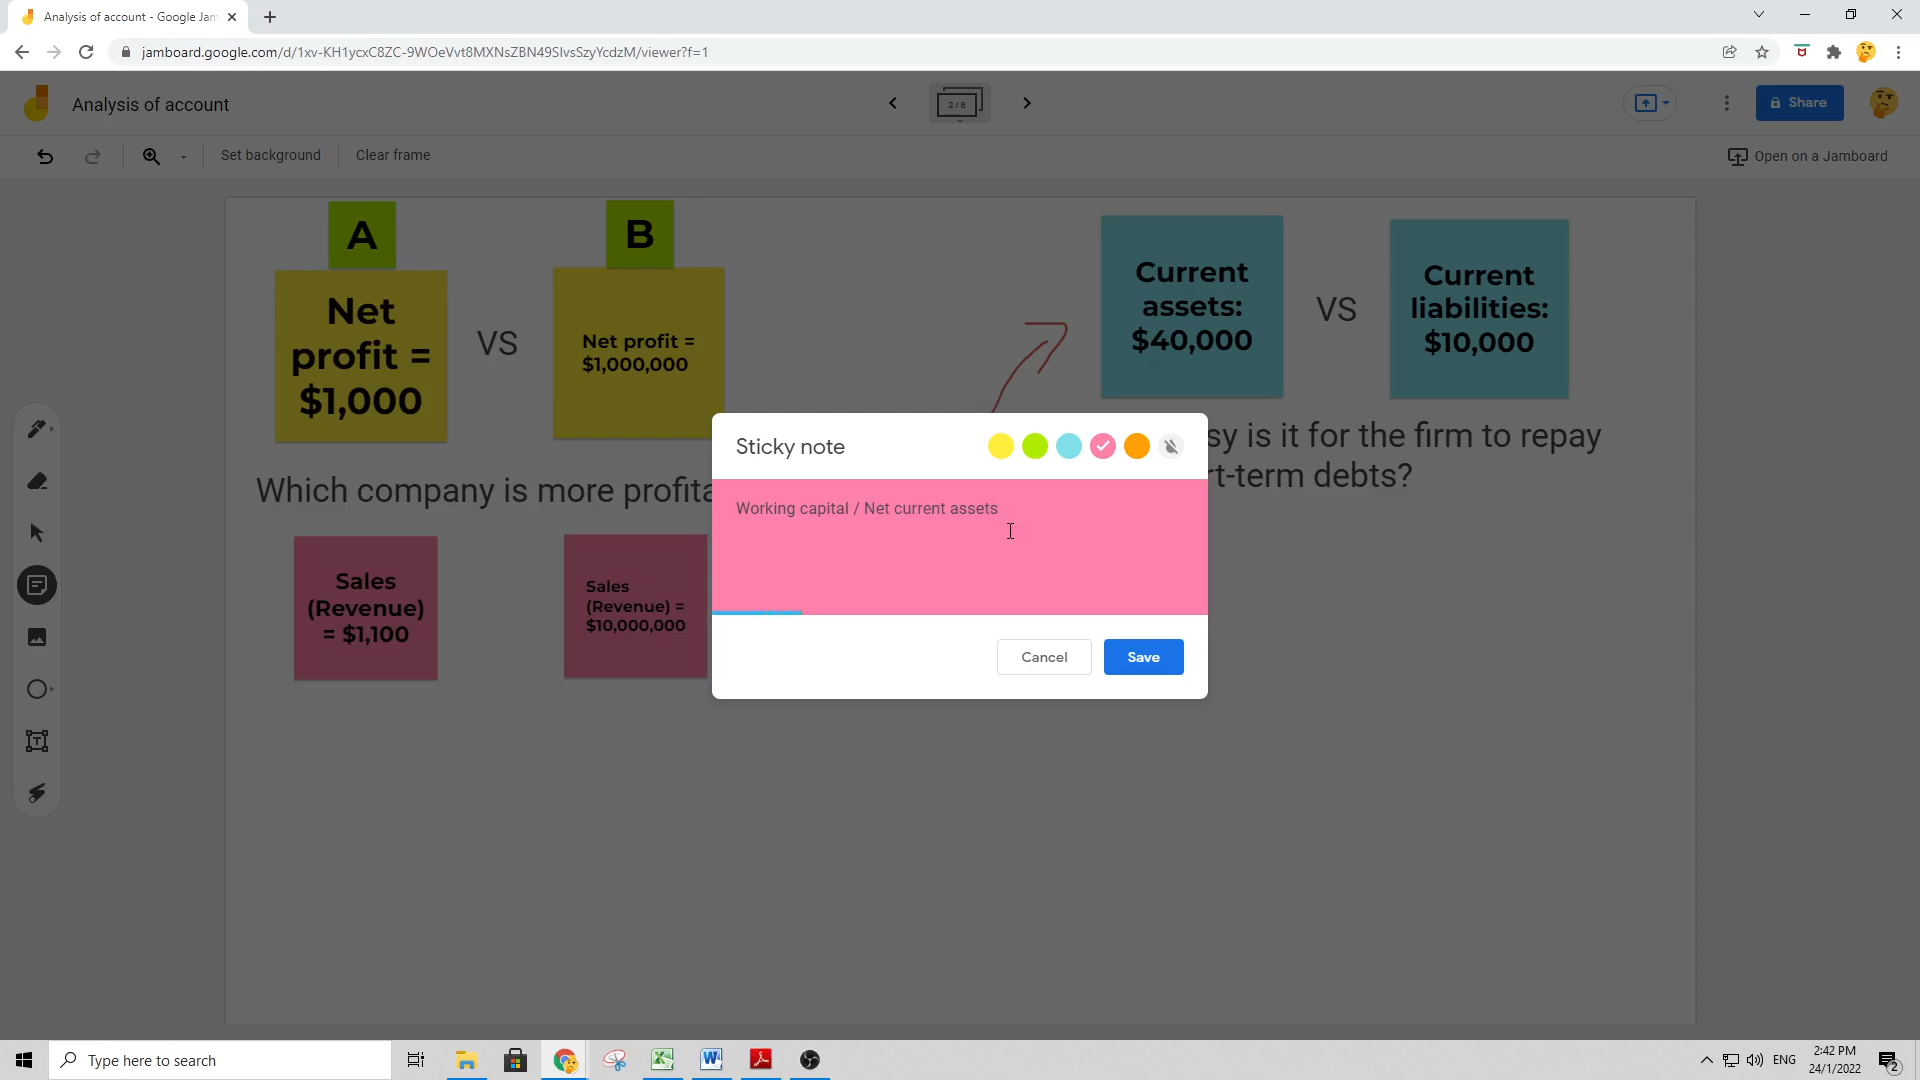 Analysis of account - Google Jam
jamboard.google.com/d/1xv-KH1ycxC8ZC-9WOeVvt8MXNsZBN49SlvsSzyYcdzM/viewer?f=1
Analysis of account
2 / 8
Share
Set background
Clear frame
Open on a Jamboard
A
B
Net
profit =
$1,000
VS
Net profit =
$1,000,000
Current
assets:
$40,000
VS
Current
liabilities:
$10,000
Which company is more profita
sy is it for the firm to repay
rt-term debts?
Sales
(Revenue)
= $1,100
Sales
(Revenue) =
$10,000,000
Sticky note
Working capital / Net current assets
Cancel
Save
Type here to search
ENG
2:42 PM
24/1/2022
2